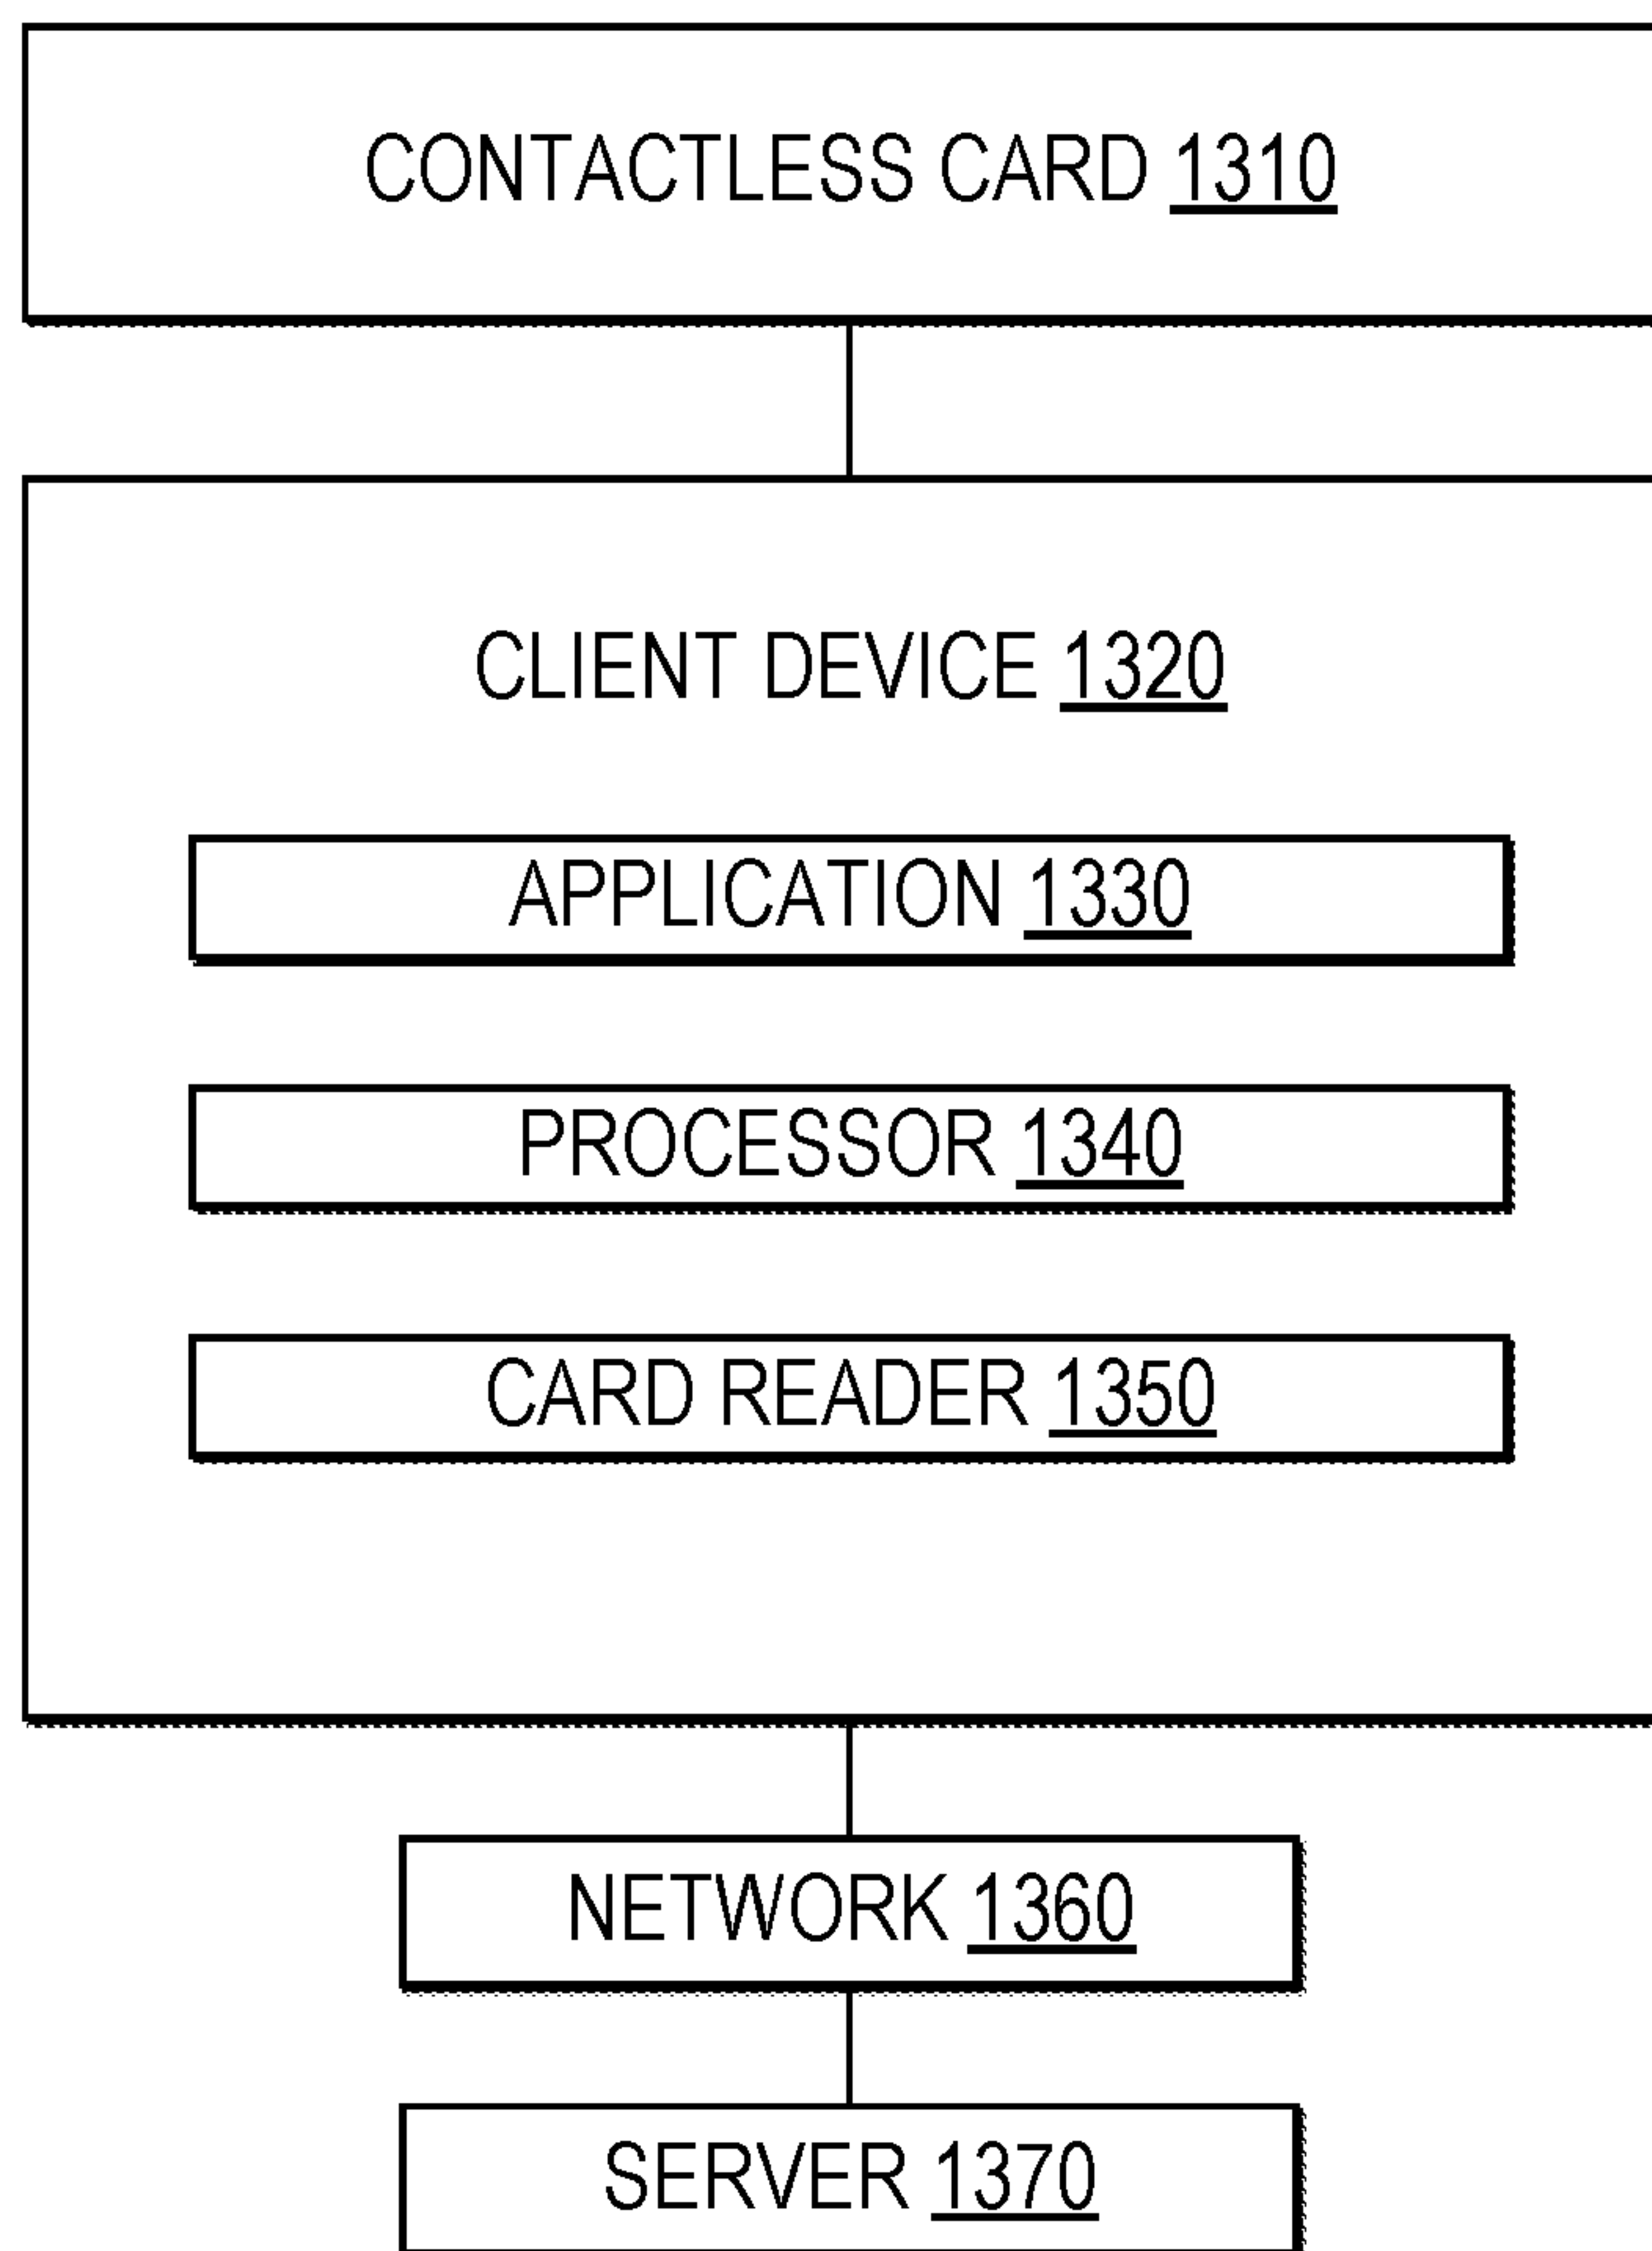 CONTACTLESS CARD 1310
CLIENT DEVICE 1320
APPLICATION 1330
PROCESSOR 1340
CARD READER 1350
NETWORK 1360
SERVER 1370